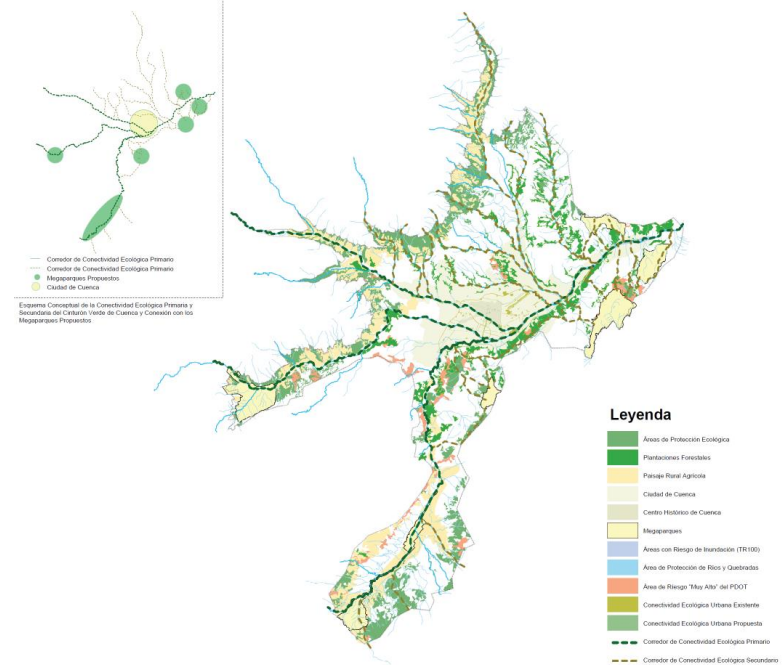 Corredor de Conectividad Ecológica Primario
Corredor de Conectividad Ecológica Primario
Megaparques Propuestos
Ciudad de Cuenca
Esquema Conceptual de la Conectividad Ecológica Primaria y
Secundaria del Cinturón Verde de Cuenca y Conexión con los
Megaparques Propuestos
Leyenda
Áreas de Protección Ecológica
Plantaciones Forestales
Paisaje Rural Agrícola
Ciudad de Cuenca
Centro Histórico de Cuenca
Megaparques
Áreas con Riesgo de Inundación (TR100)
Área de Protección de Ríos y Quebradas
Área de Riesgo "Muy Alto" del PDOT
Conectividad Ecológica Urbana Existente
Conectividad Ecológica Urbana Propuesta
Corredor de Conectividad Ecológica Primario
Corredor de Conectividad Ecológica Secundario